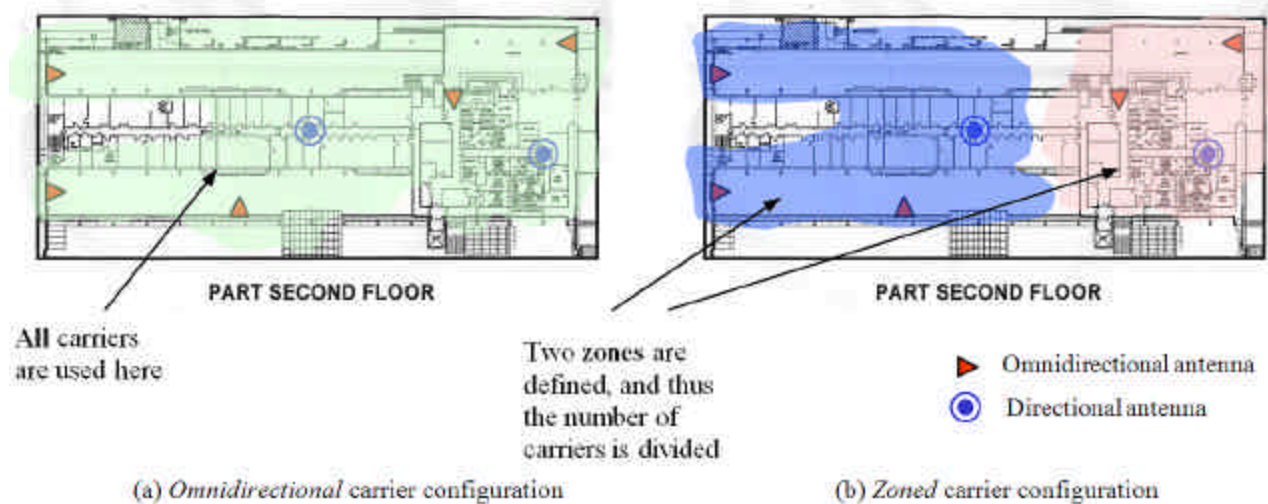 PART SECOND FLOOR
PART SECOND FLOOR
All carriers
are used here
Two zones are
defined, and thus
the number of
carriers is divided
Omnidirectional antenna
Directional antenna
(a) Omnidirectional carrier configuration
(b) Zoned carrier configuration